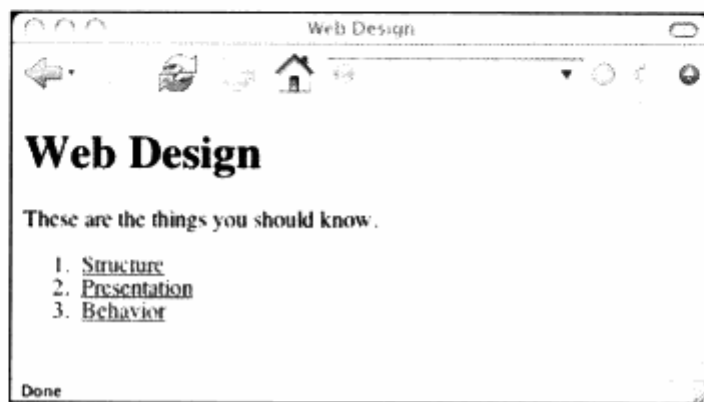 Web Design
Web Design
These are the things you should know.
1. Structure
2. Presentation
3. Behavior
Done